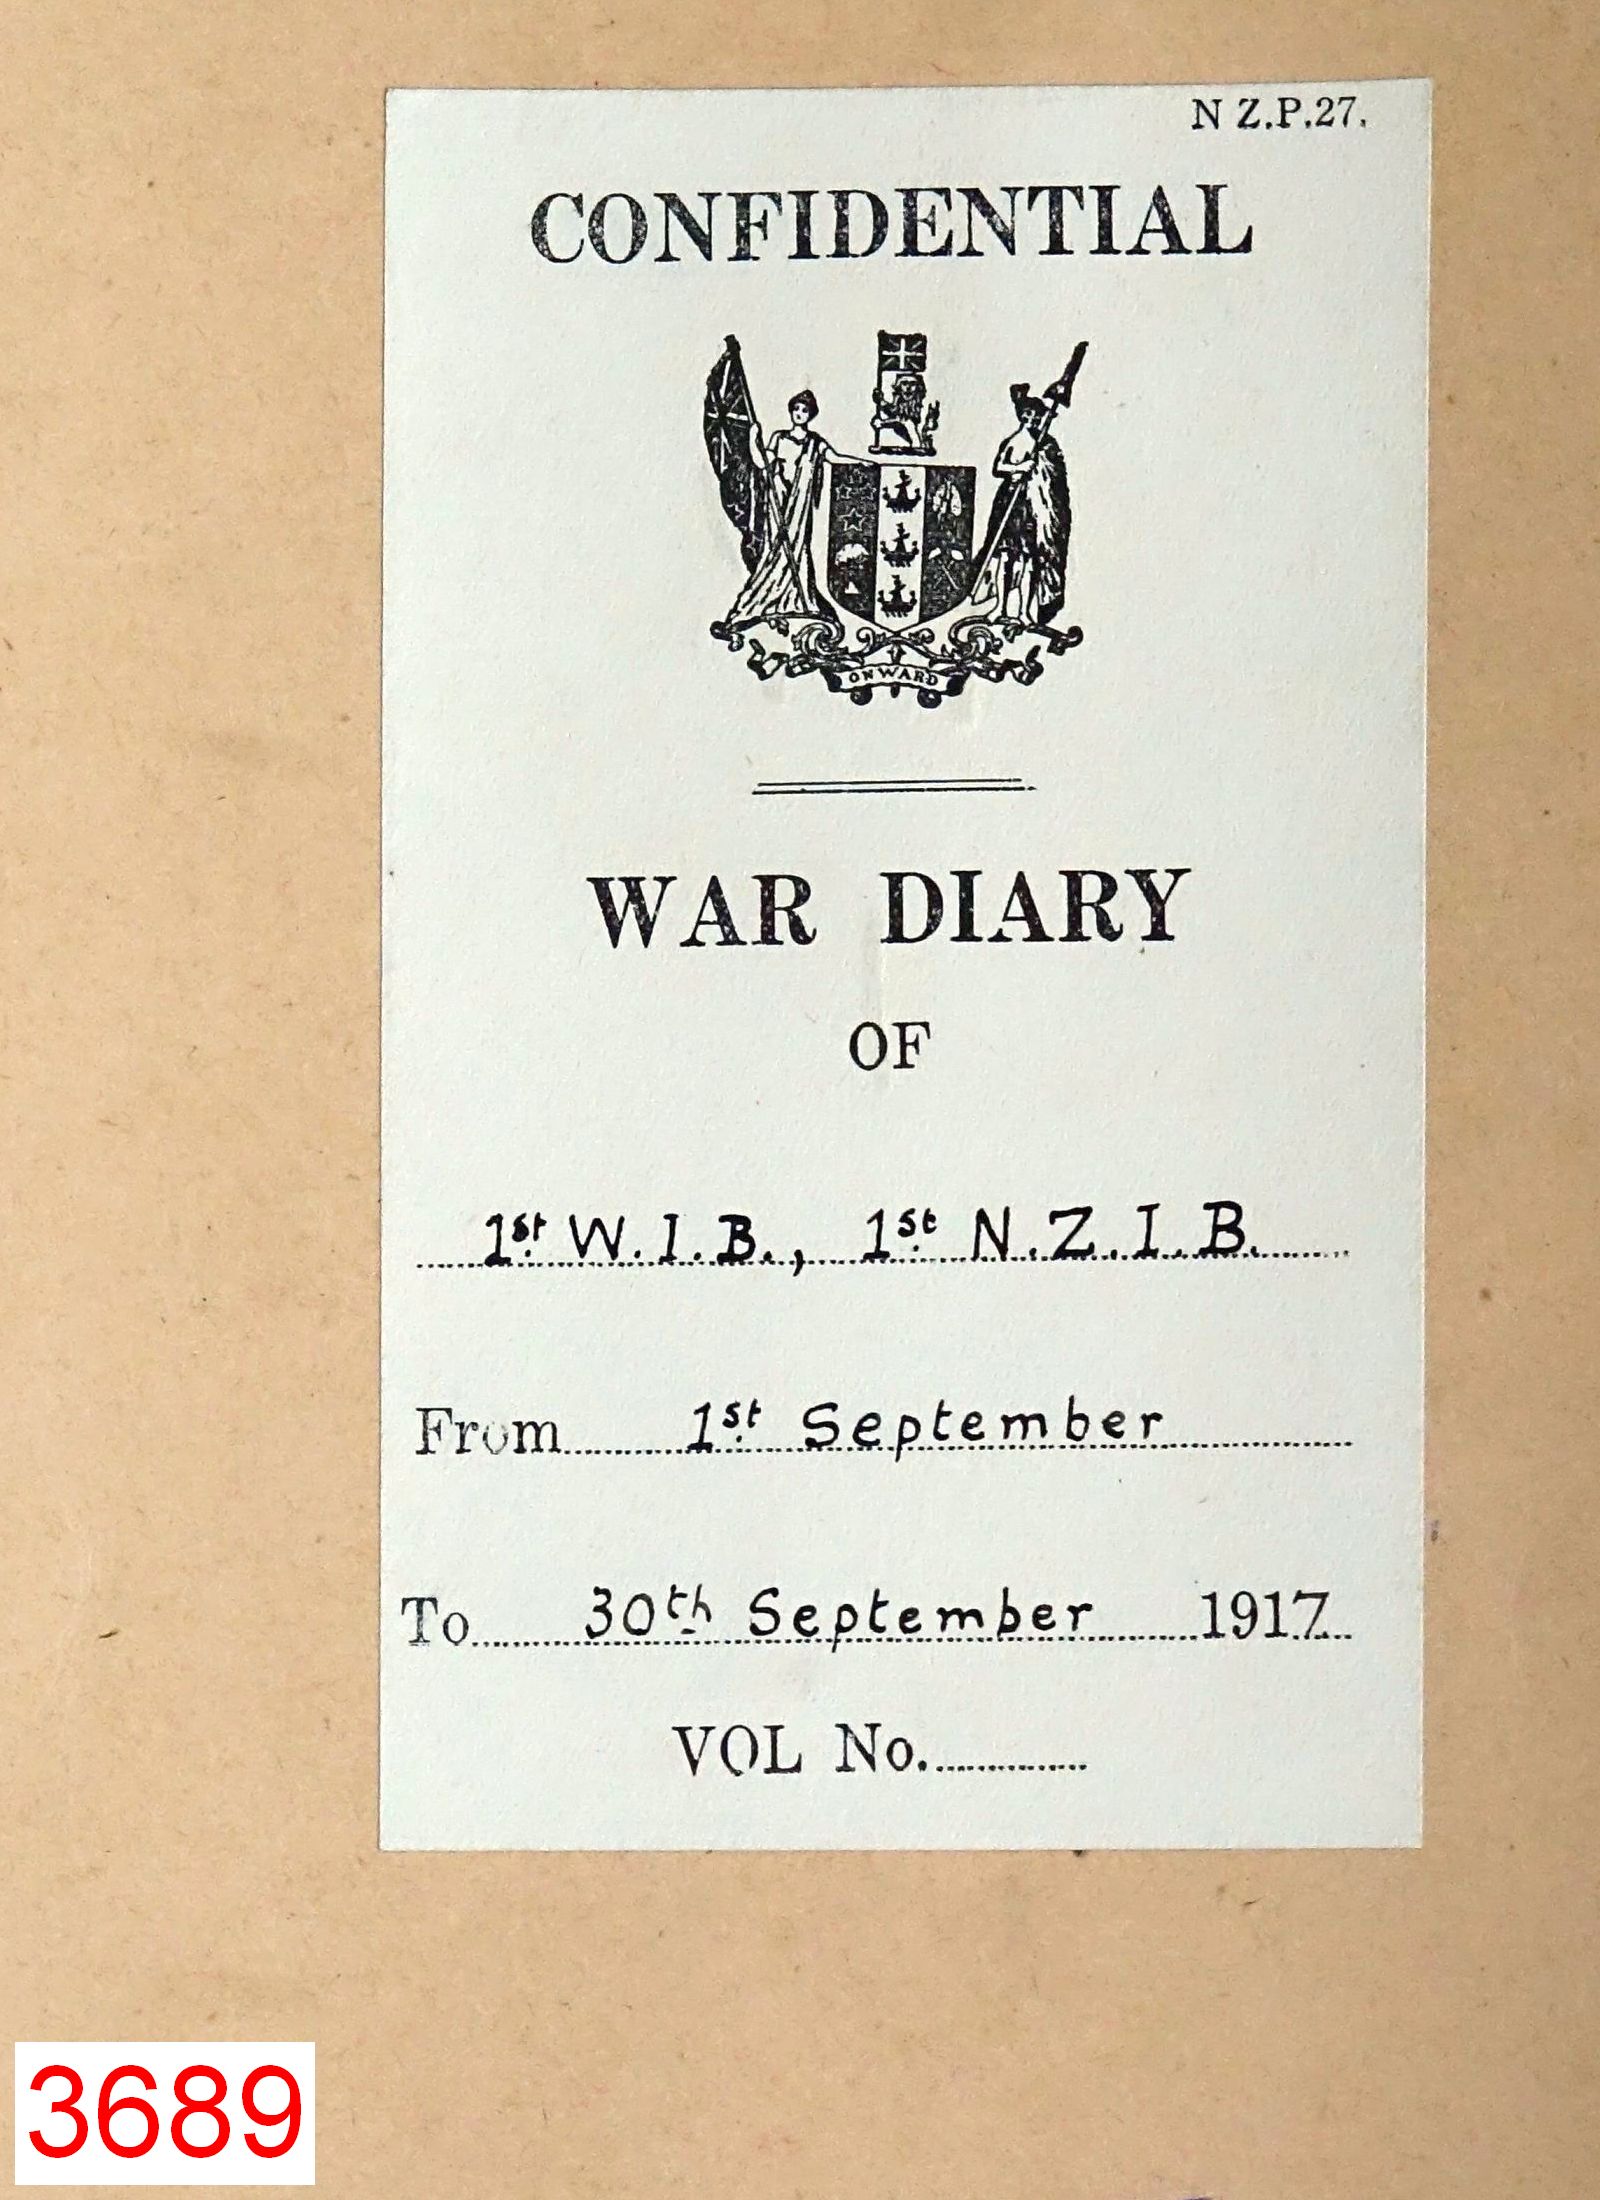 N Z.P.27.
CONFIDENTIAL
ONWARD
WAR DIARY
OF
1st W.I.B., 1st N.Z.I.B.
From 1st September
To 30th September 1917
VOL No.
3689